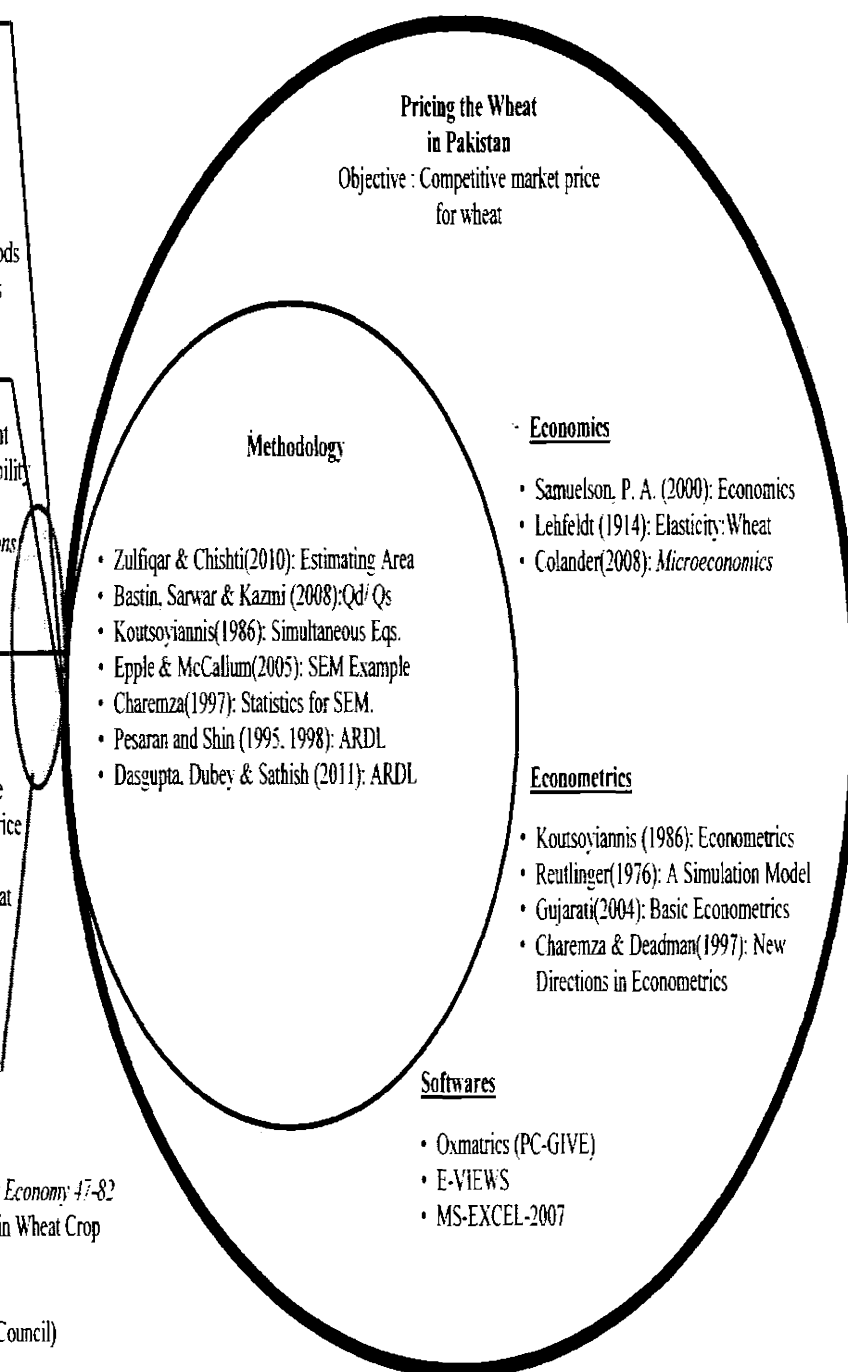 Pricing the Wheat
in Pakistan
Objective : Competitive market price
for wheat
Methodology
• Zulfiqar & Chishti(2010): Estimating Area
• Bastin, Sarwar & Kazmi (2008):Qd/ Qs
• Koutsoyiannis(1986): Simultaneous Eqs.
• Epple & McCallum(2005): SEM Example
• Charemza(1997): Statistics for SEM.
• Pesaran and Shin (1995, 1998): ARDL
• Dasgupta, Dubey & Sathish (2011): ARDL
Economics
• Samuelson, P. A. (2000): Economics
• Lehfeldt (1914): Elasticity:Wheat
• Colander(2008): Microeconomics
Econometrics
• Koutsoyiannis (1986): Econometrics
• Reutlinger(1976): A Simulation Model
• Gujarati(2004): Basic Econometrics
• Charemza & Deadman(1997): New
Directions in Econometrics
Softwares
• Oxmatrics (PC-GIVE)
• E-VIEWS
• MS-EXCEL-2007
Economy 47-82
in Wheat Crop
Council)